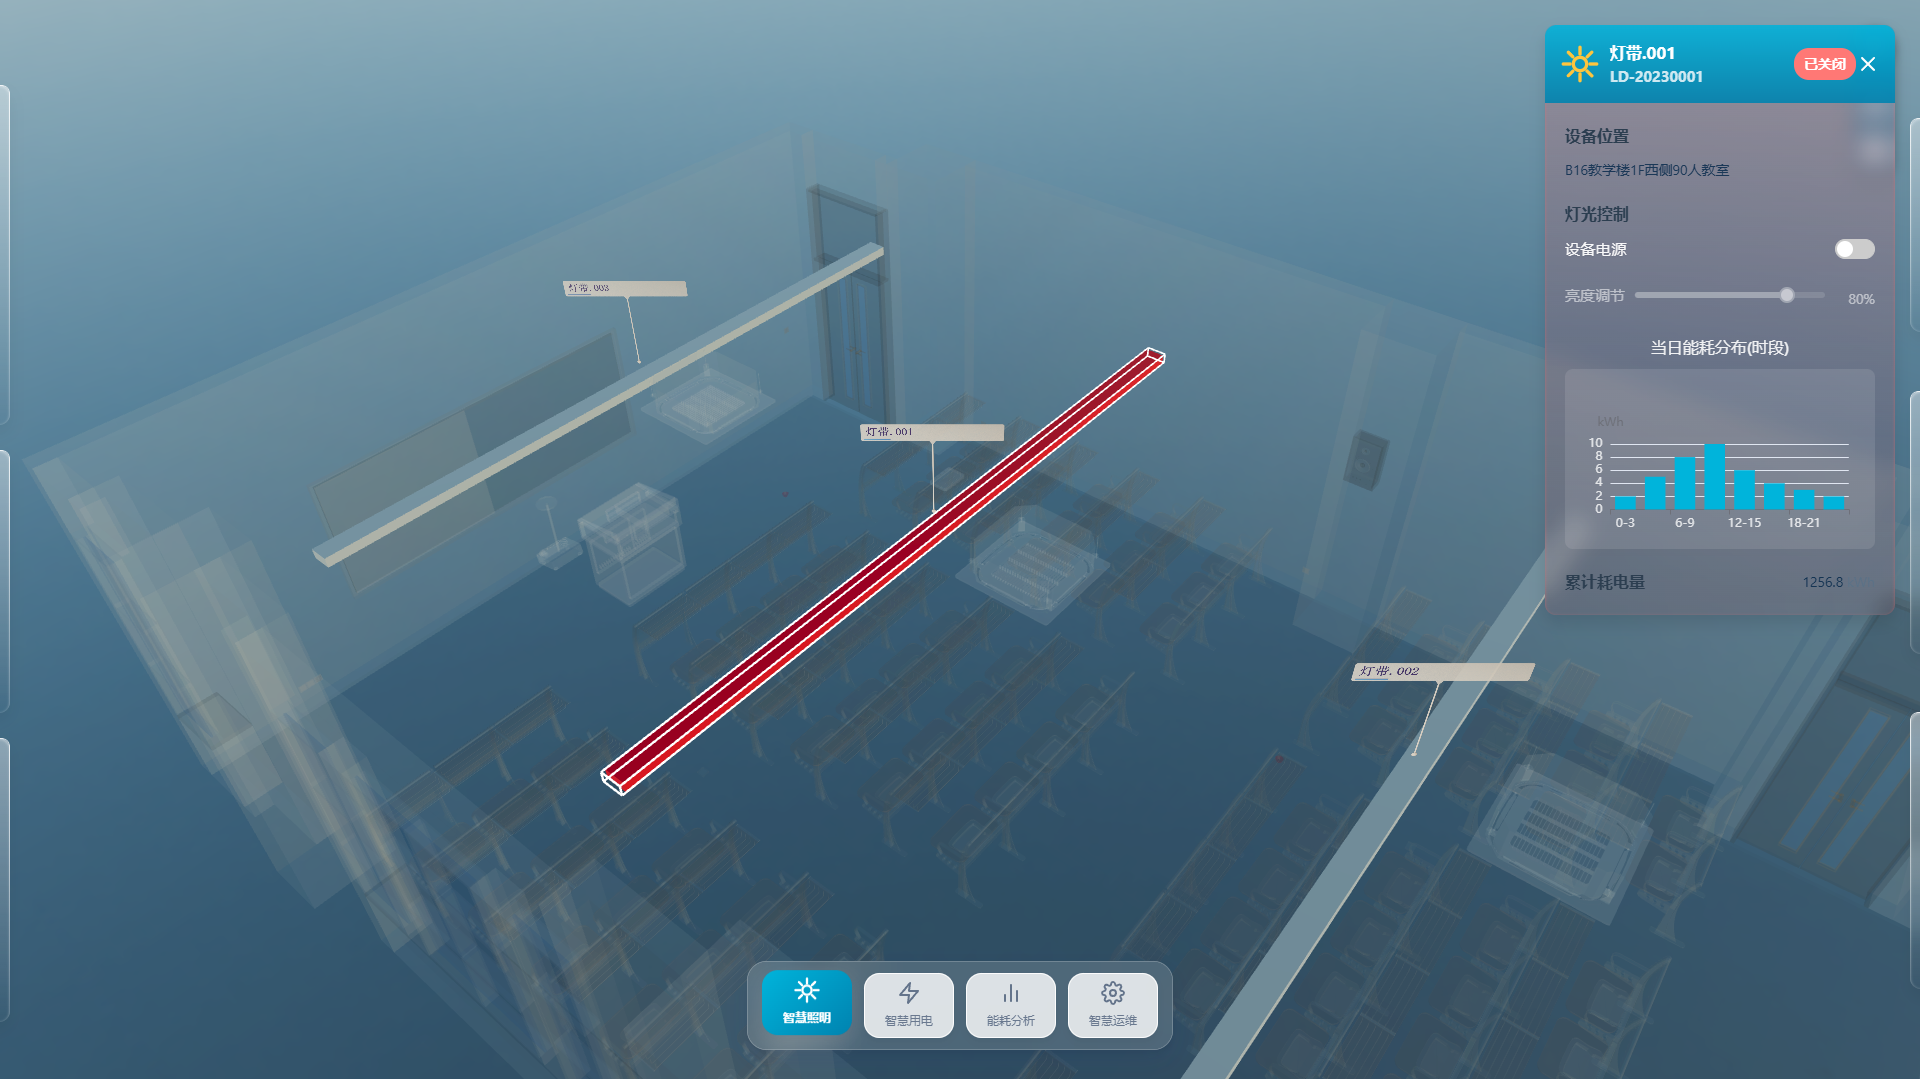 灯带.001
LD-20230001
已关闭
设备位置
B16教学楼1F西侧90人教室
灯光控制
设备电源
亮度调节
80%
当日能耗分布(时段)
kWh
10
8
6
4
2
0
0-3
6-9
12-15
18-21
累计耗电量
1256.8
灯带.003
灯带.001
灯带.002
智慧照明
智慧用电
能耗分析
智慧运维